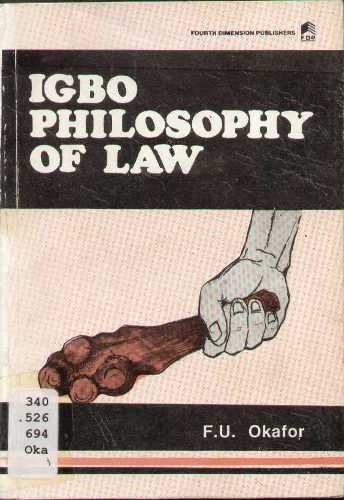 FOURTH DIMENSION PUBLISHERS
FDP
IGBO
PHILOSOPHY
OF LAW
340
.526
694
Oka
F.U. Okafor